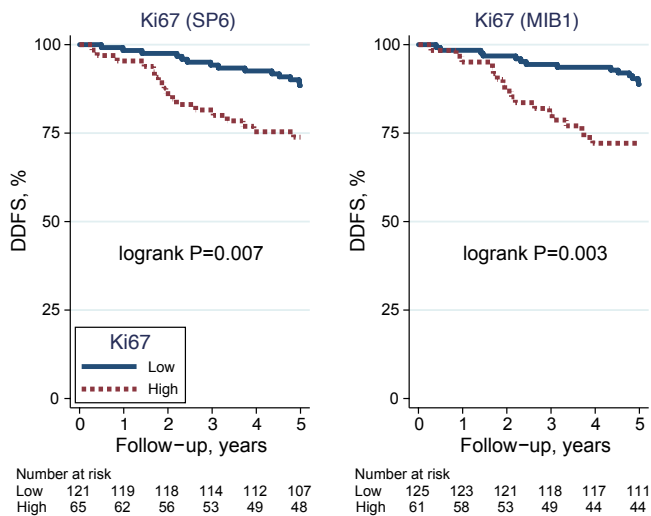 Ki67 (SP6)
100
75
50
25
0
DDFS, %
logrank P=0.007
Ki67
Low
High
0 1 2 3 4 5
Follow−up, years
Number at risk
Low 121 119 118 114 112 107
High 65 62 56 53 49 48
Ki67 (MIB1)
100
75
50
25
0
DDFS, %
logrank P=0.003
0 1 2 3 4 5
Follow−up, years
Number at risk
Low 125 123 121 118 117 111
High 61 58 53 49 44 44